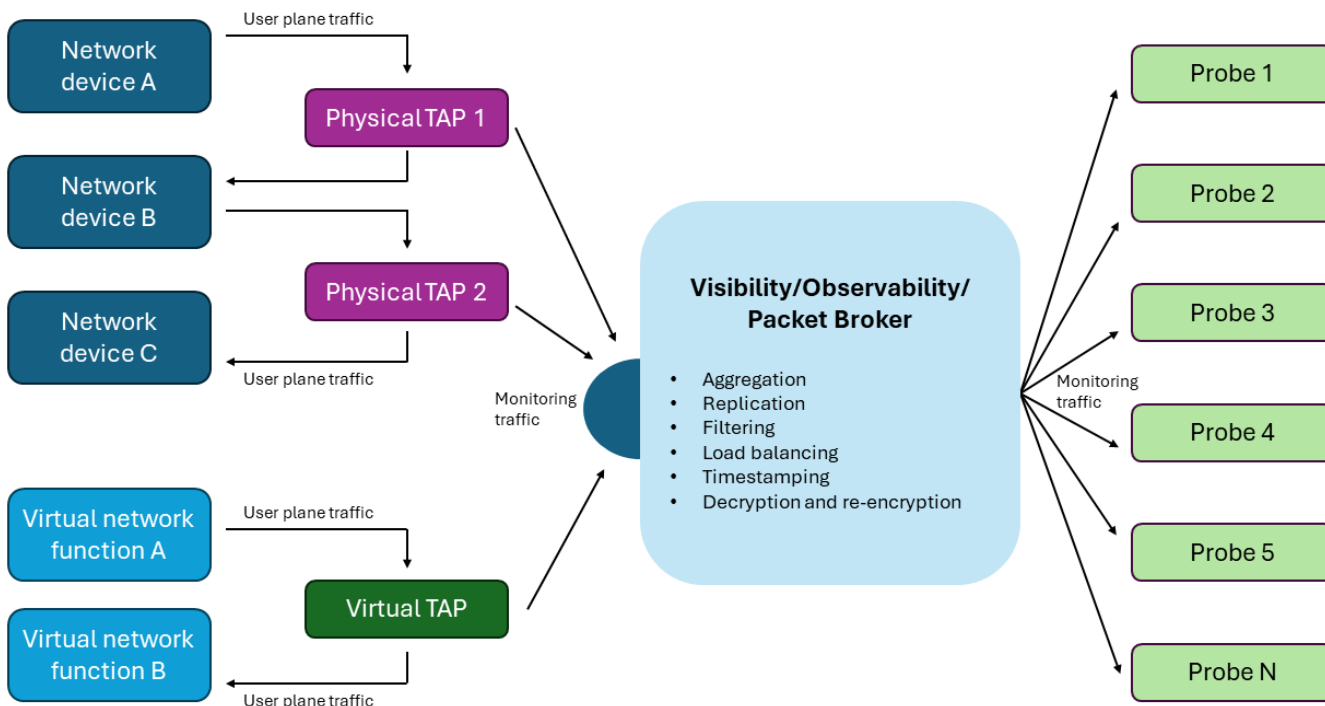 User plane traffic
Network
device A
Physical TAP 1
Network
device B
Physical TAP 2
Network
device C
User plane traffic
Monitoring
traffic
Visibility/Observability/
Packet Broker
• Aggregation
• Replication
• Filtering
• Load balancing
• Timestamping
• Decryption and re-encryption
Virtual network
function A
User plane traffic
Virtual TAP
Virtual network
function B
User plane traffic
Monitoring
traffic
Probe 1
Probe 2
Probe 3
Probe 4
Probe 5
Probe N